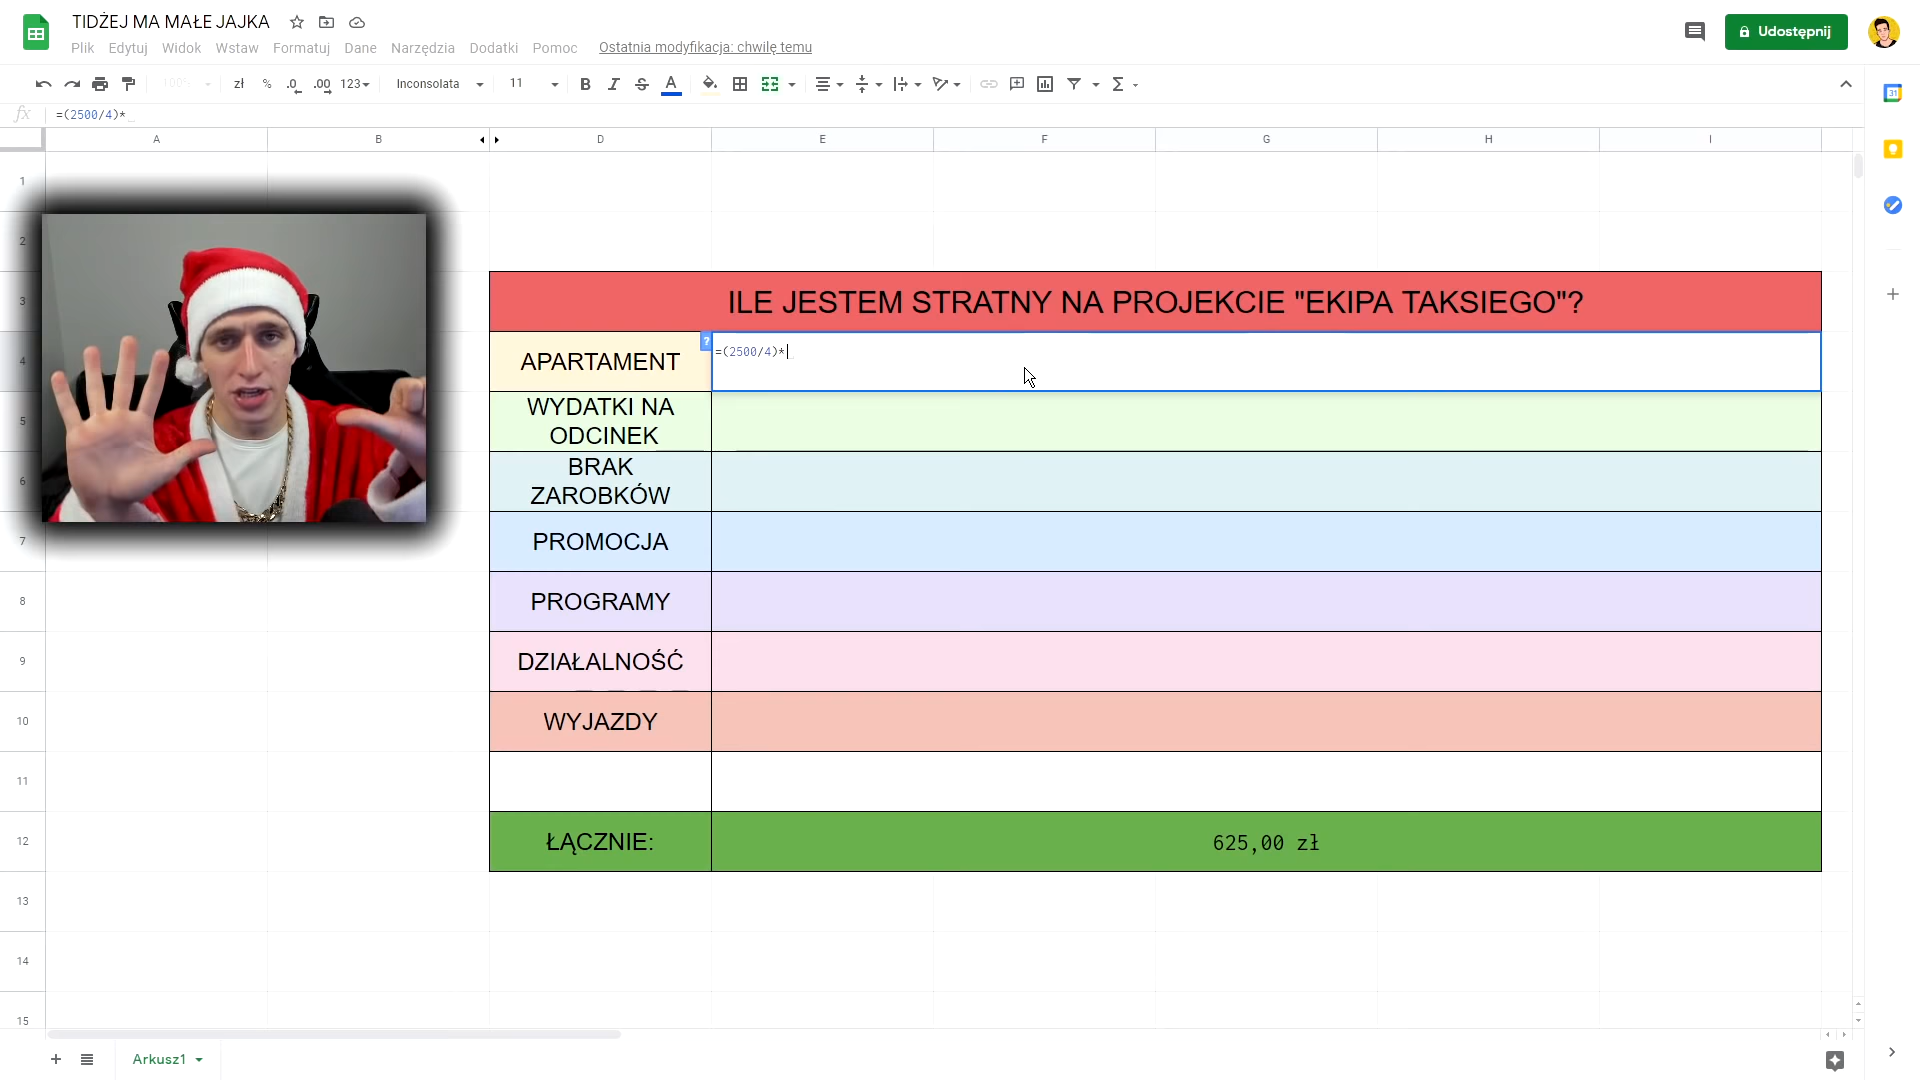 TIDŻEJ MA MAŁE JAJKA
Plik Edytuj Widok Wstaw Formatuj Dane Narzędzia Dodatki Pomoc Ostatnia modyfikacja: chwilę temu
Udostępnij
100% zł % .0 .00 123 Inconsolata 11 B I S A Σ
31
fx =(2500/4)*
A B D E F G H I
1
2
3 ILE JESTEM STRATNY NA PROJEKCIE "EKIPA TAKSIEGO"?
4 APARTAMENT ? =(2500/4)*
5 WYDATKI NA
ODCINEK
6 BRAK
ZAROBKÓW
7 PROMOCJA
8 PROGRAMY
9 DZIAŁALNOŚĆ
10 WYJAZDY
11
12 ŁĄCZNIE: 625,00 zł
13
14
15
Arkusz1